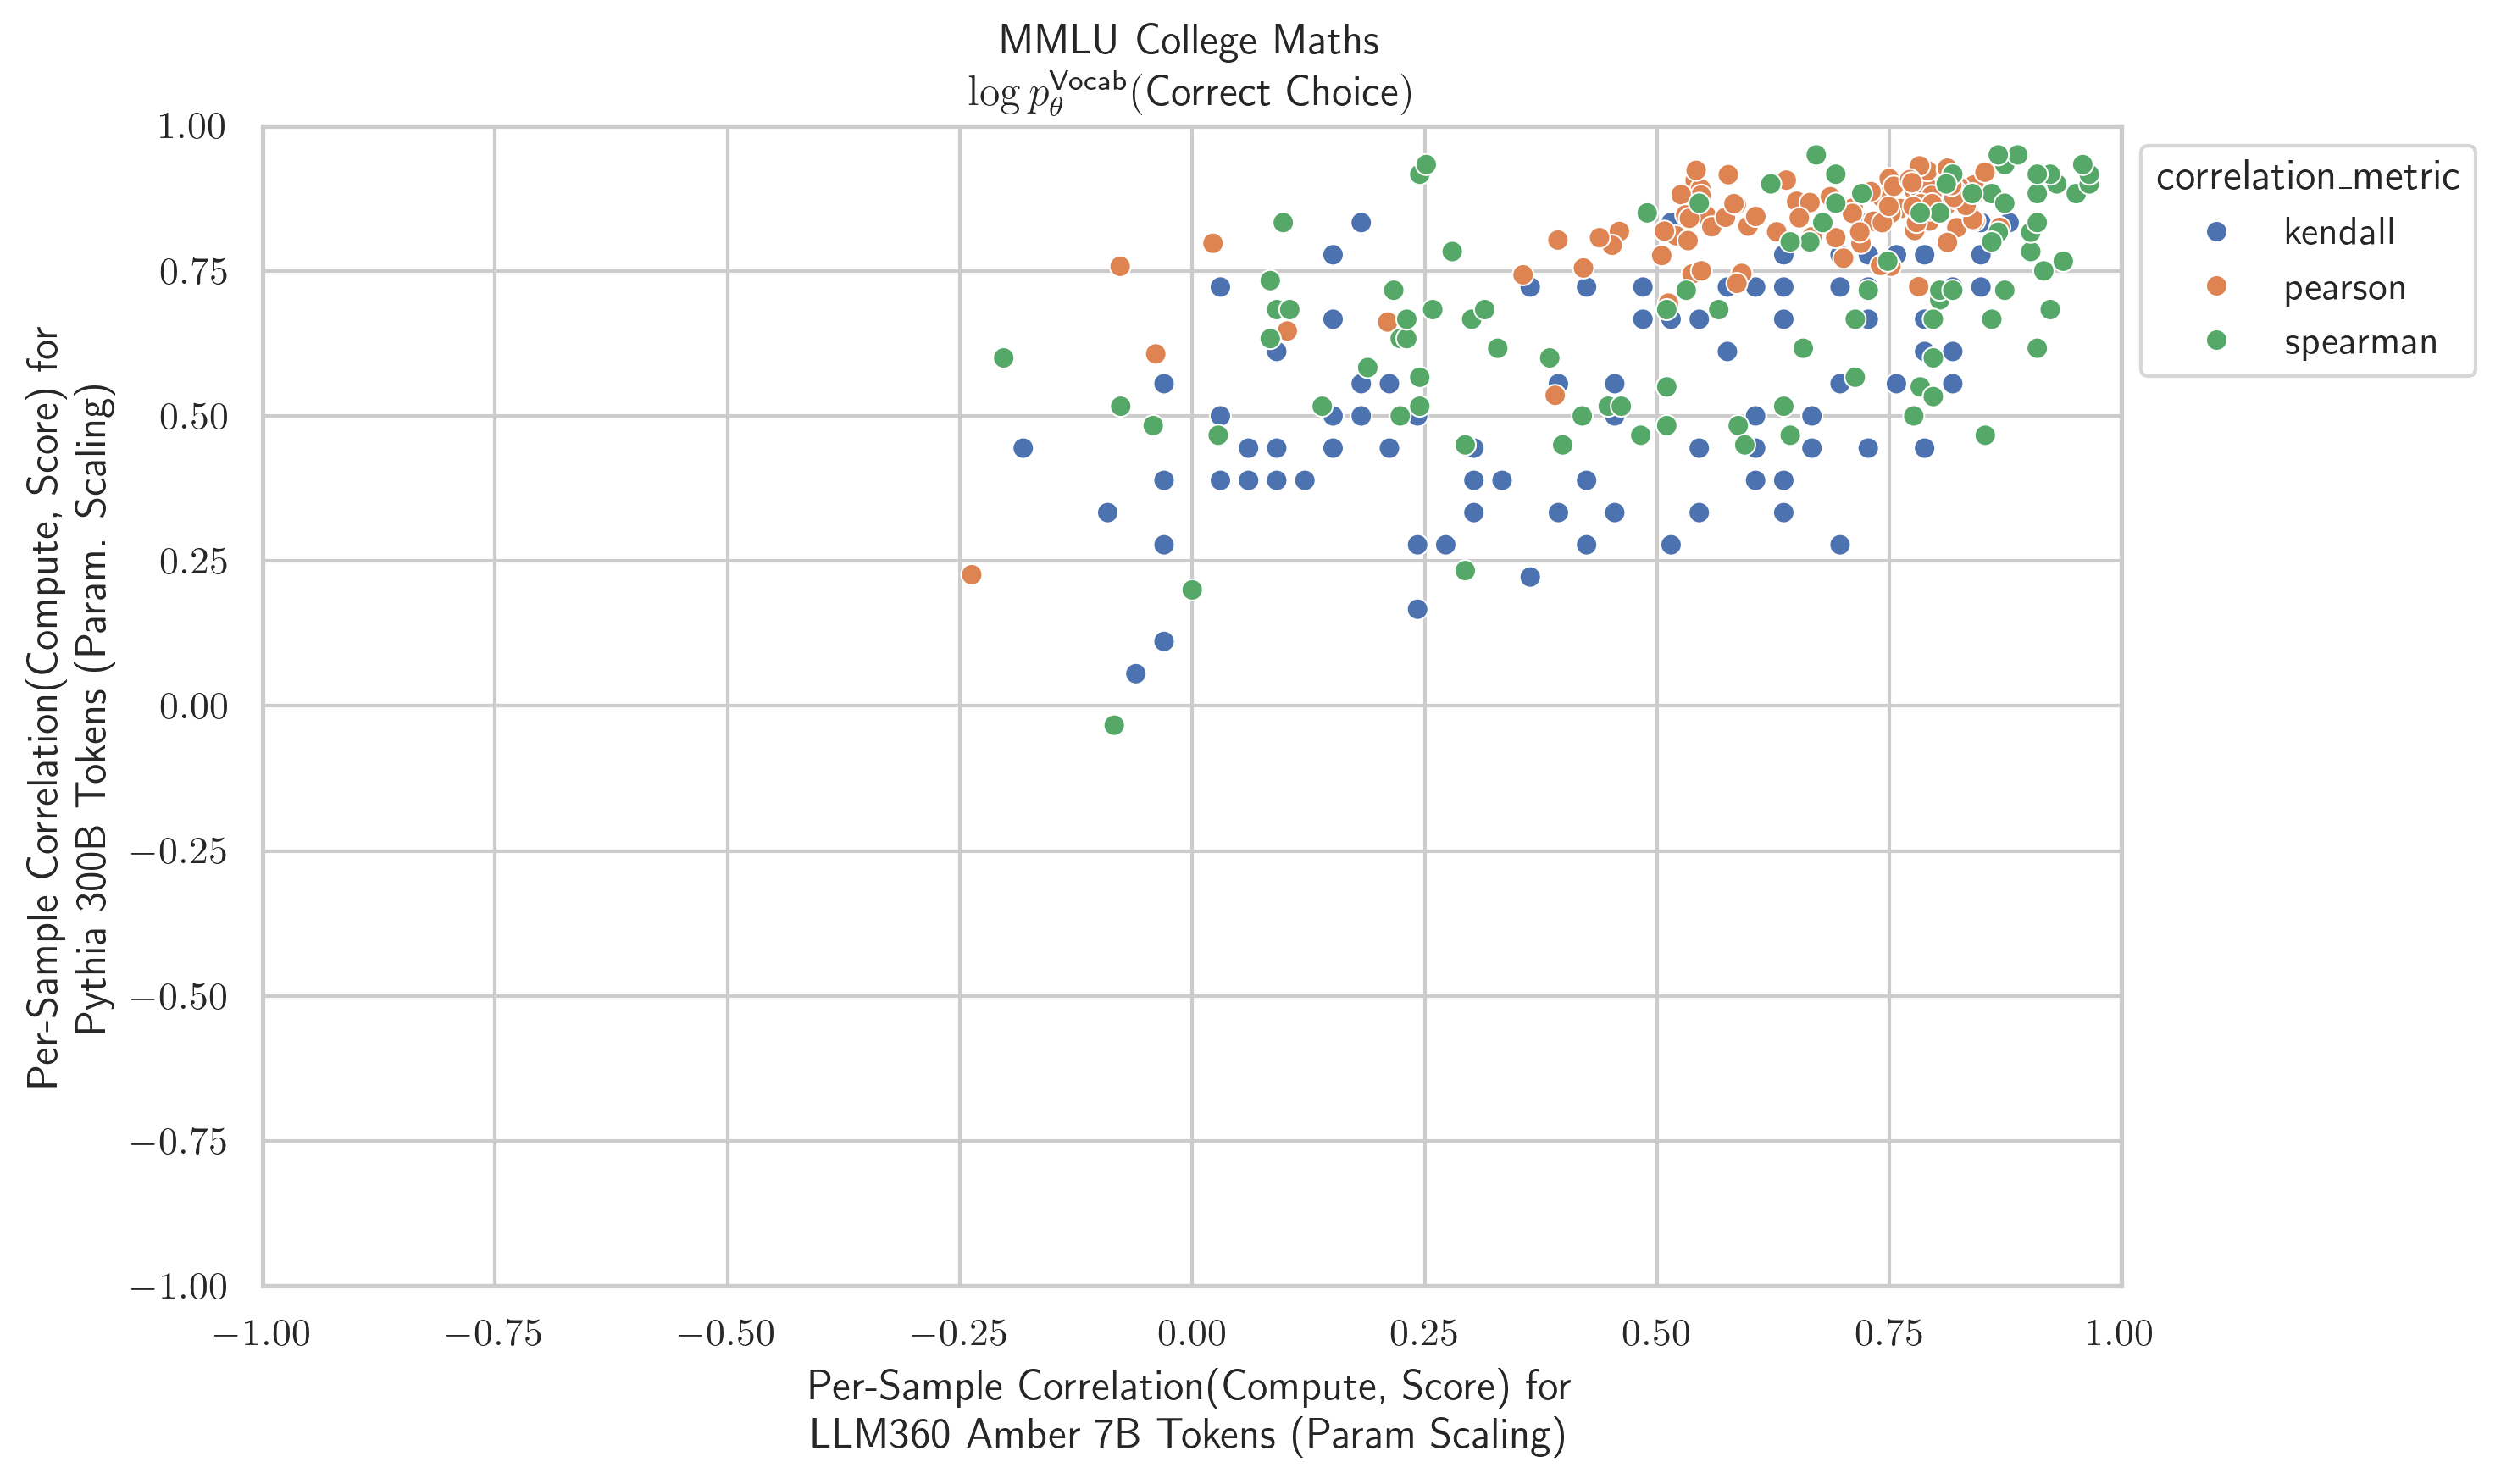 MMLU College Maths
log p_θ^Vocab(Correct Choice)
Per-Sample Correlation(Compute, Score) for
Pythia 300B Tokens (Param. Scaling)
1.00
0.75
0.50
0.25
0.00
−0.25
−0.50
−0.75
−1.00
−1.00 −0.75 −0.50 −0.25 0.00 0.25 0.50 0.75 1.00
Per-Sample Correlation(Compute, Score) for
LLM360 Amber 7B Tokens (Param Scaling)
correlation_metric
kendall
pearson
spearman